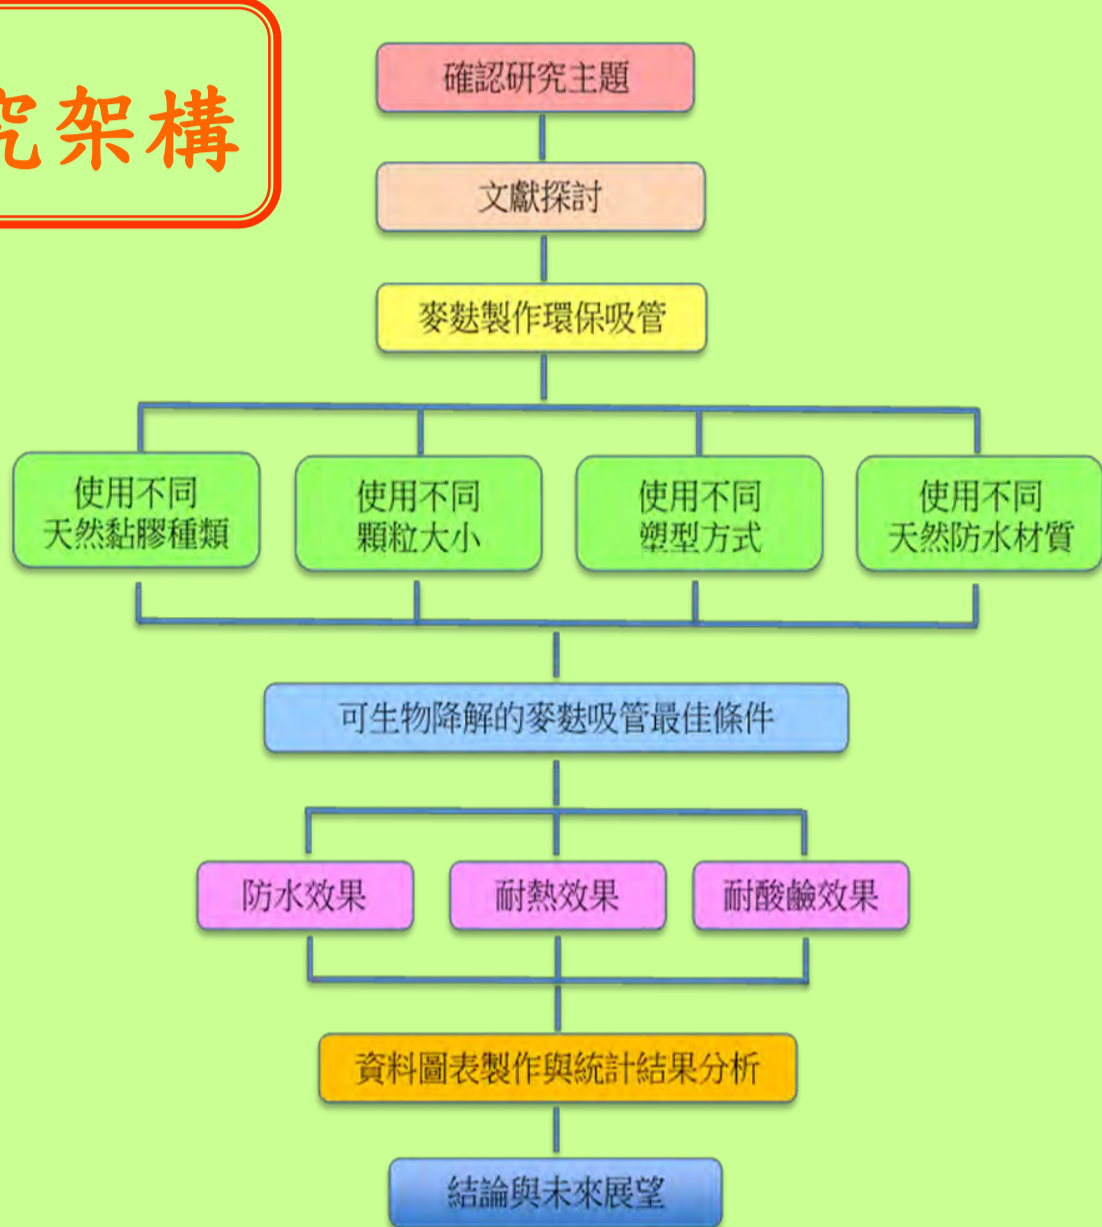 究架構
確認研究主題
文獻探討
麥麩製作環保吸管
使用不同
天然黏膠種類
使用不同
顆粒大小
使用不同
塑型方式
使用不同
天然防水材質
可生物降解的麥麩吸管最佳條件
防水效果
耐熱效果
耐酸鹼效果
資料圖表製作與統計結果分析
結論與未來展望